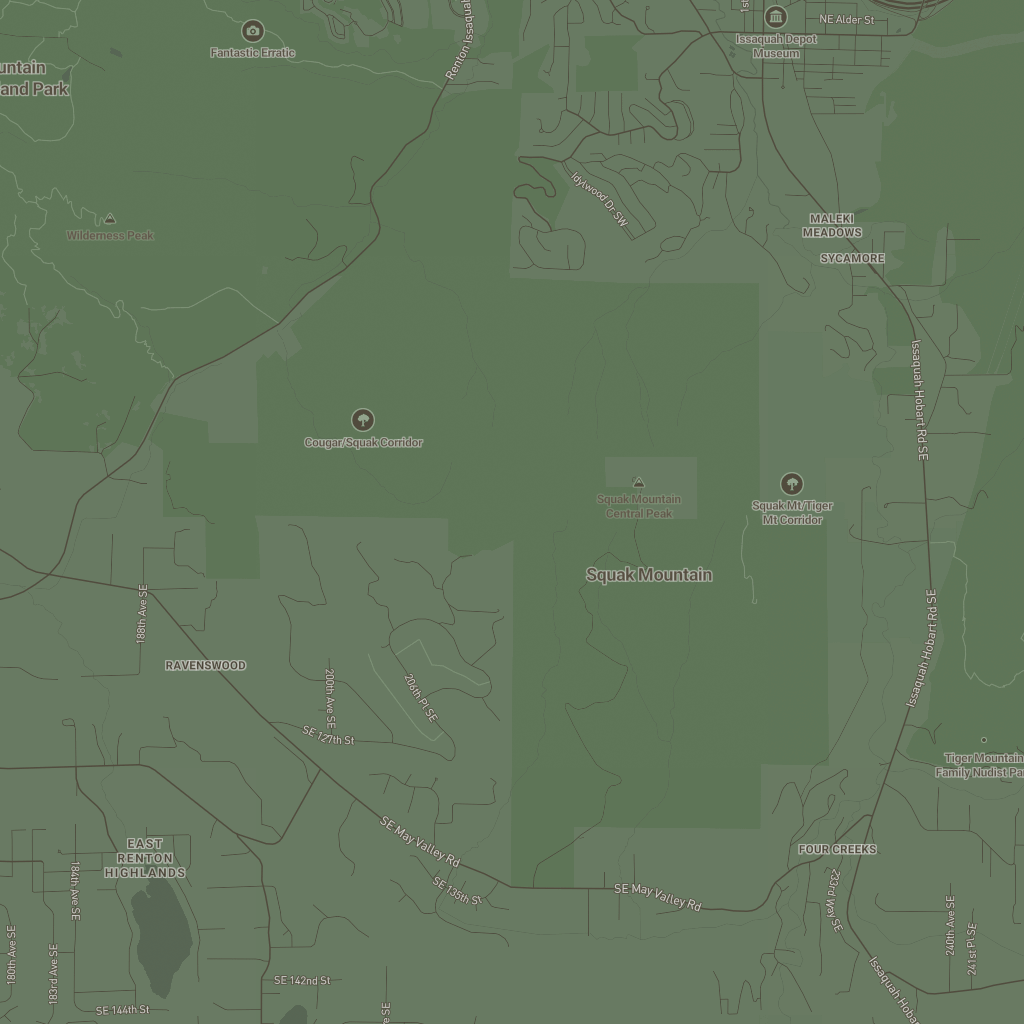 NE Alder St
Issaquah Depot
Museum
Fantastic Erratic
and Park
Idylwood Dr SW
MALEKI
MEADOWS
SYCAMORE
Wilderness Peak
Issaquah Hobart Rd SE
Cougar/Squak Corridor
Squak Mountain
Central Peak
Squak Mt/Tiger
Mt Corridor
Squak Mountain
188th Ave SE
Issaquah Hobart Rd SE
RAVENSWOOD
200th Ave SE
206th Pl SE
SE 127th St
Tiger Mountain
Family Nudist
SE May Valley Rd
EAST
RENTON
HIGHLANDS
FOUR CREEKS
184th Ave SE
SE 135th St
SE May Valley Rd
233rd Way SE
180th Ave SE
183rd Ave SE
240th Ave SE
241st Pl SE
SE 142nd St
SE 144th St
Issaquah
Renton